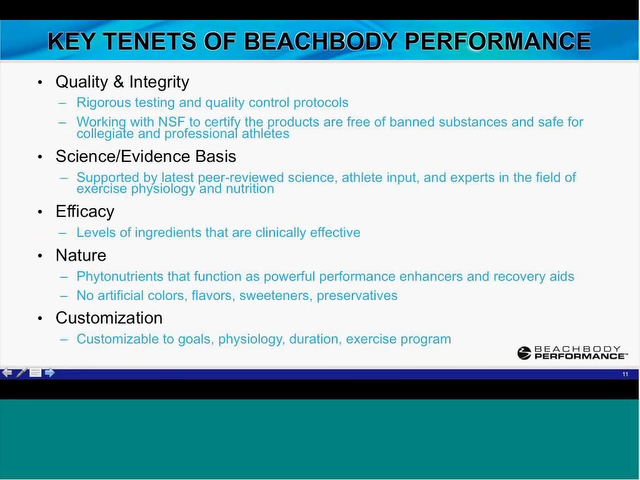 KEY TENETS OF BEACHBODY PERFORMANCE
• Quality & Integrity
– Rigorous testing and quality control protocols
– Working with NSF to certify the products are free of banned substances and safe for
collegiate and professional athletes
• Science/Evidence Basis
– Supported by latest peer-reviewed science, athlete input, and experts in the field of
exercise physiology and nutrition
• Efficacy
– Levels of ingredients that are clinically effective
• Nature
– Phytonutrients that function as powerful performance enhancers and recovery aids
– No artificial colors, flavors, sweeteners, preservatives
• Customization
– Customizable to goals, physiology, duration, exercise program
BEACHBODY
PERFORMANCE™
11